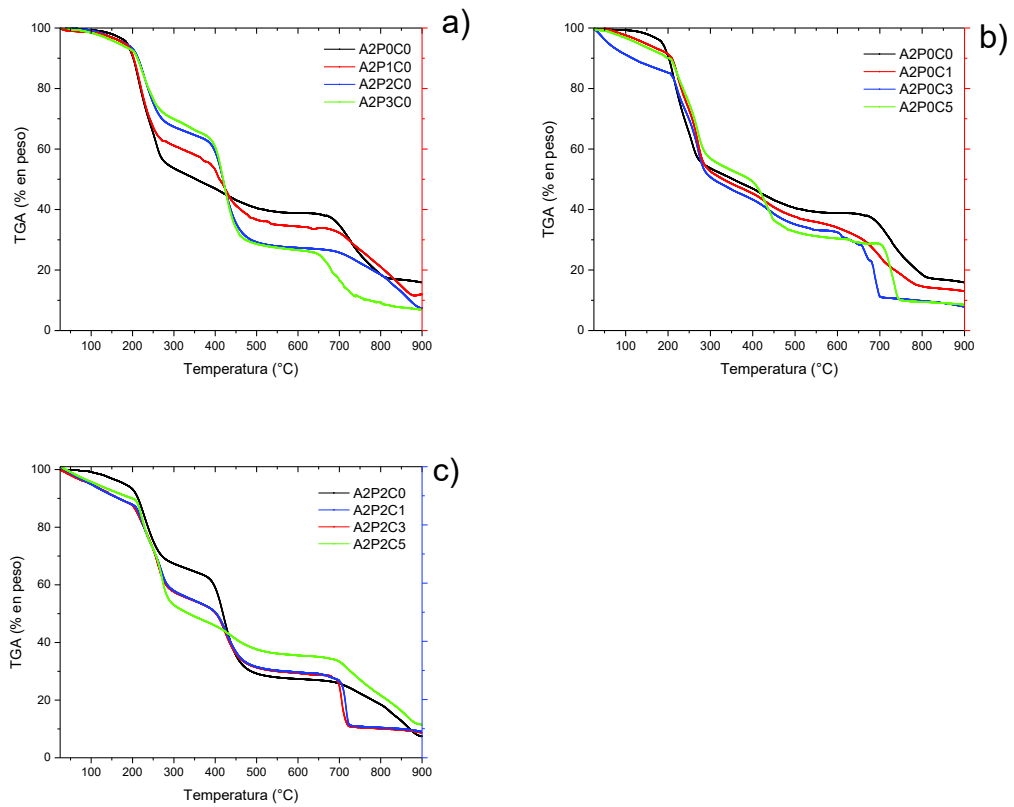 a)
100
80
60
40
20
0
TGA (% en peso)
A2P0C0
A2P1C0
A2P2C0
A2P3C0
100 200 300 400 500 600 700 800 900
Temperatura (°C)
b)
100
80
60
40
20
0
TGA (% en peso)
A2P0C0
A2P0C1
A2P0C3
A2P0C5
100 200 300 400 500 600 700 800 900
Temperatura (°C)
c)
100
80
60
40
20
0
TGA (% en peso)
A2P2C0
A2P2C1
A2P2C3
A2P2C5
100 200 300 400 500 600 700 800 900
Temperatura (°C)